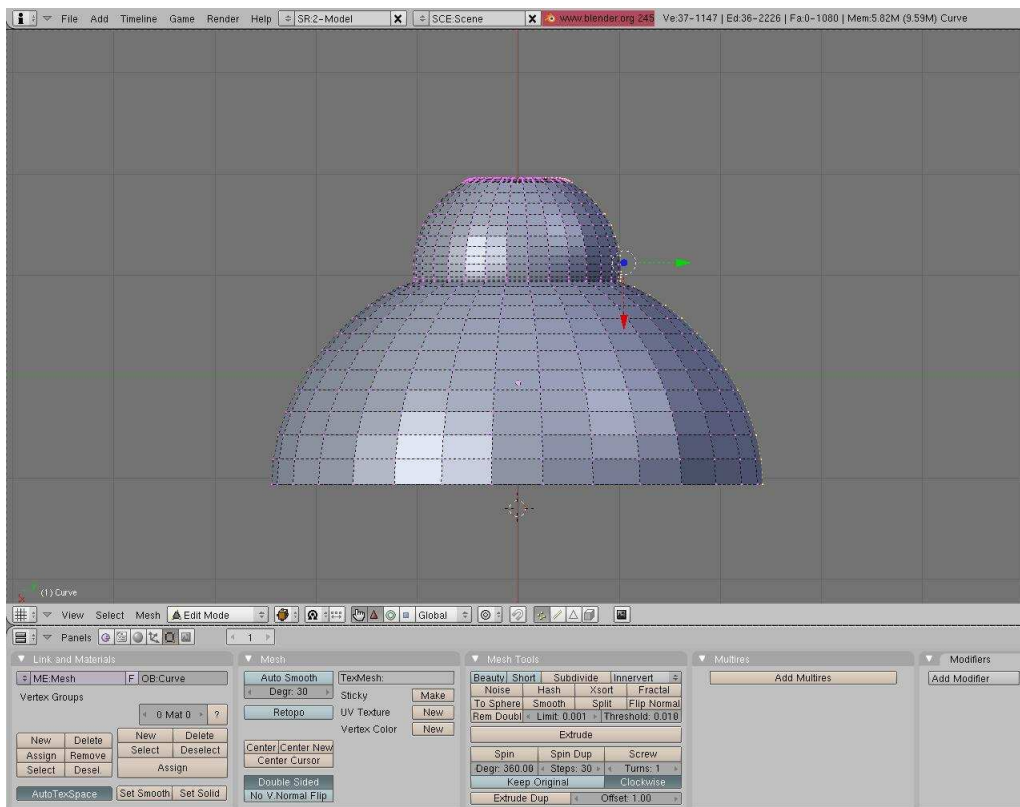 File Add Timeline Game Render Help SR:2-Model SCE:Scene www.blender.org 245 Ve:37-1147 | Ed:36-2226 | Fa:0-1080 | Mem:5.82M (9.59M) Curve
(1) Curve
View Select Mesh Edit Mode Global
Panels 1
Link and Materials
ME:Mesh F OB:Curve
Vertex Groups
0 Mat 0 ?
New Delete New Delete
Assign Remove Select Deselect
Select Desel. Assign
AutoTexSpace Set Smooth Set Solid
Mesh
Auto Smooth TexMesh:
Degr: 30 Sticky Make
Retopo UV Texture New
Vertex Color New
Center Center New
Center Cursor
Double Sided
No V.Normal Flip
Mesh Tools
Beauty Short Subdivide Innervert
Noise Hash Xsort Fractal
To Sphere Smooth Split Flip Normal
Rem Doubl Limit: 0.001 Threshold: 0.010
Extrude
Spin Spin Dup Screw
Degr: 360.00 Steps: 30 Turns: 1
Keep Original Clockwise
Extrude Dup Offset: 1.00
Multires
Add Multires
Modifiers
Add Modifier